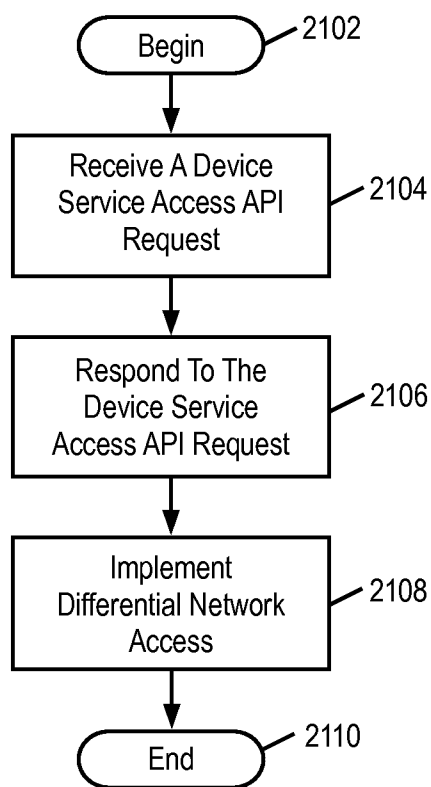 Begin
2102
Receive A Device
Service Access API
Request
2104
Respond To The
Device Service
Access API Request
2106
Implement
Differential Network
Access
2108
End
2110